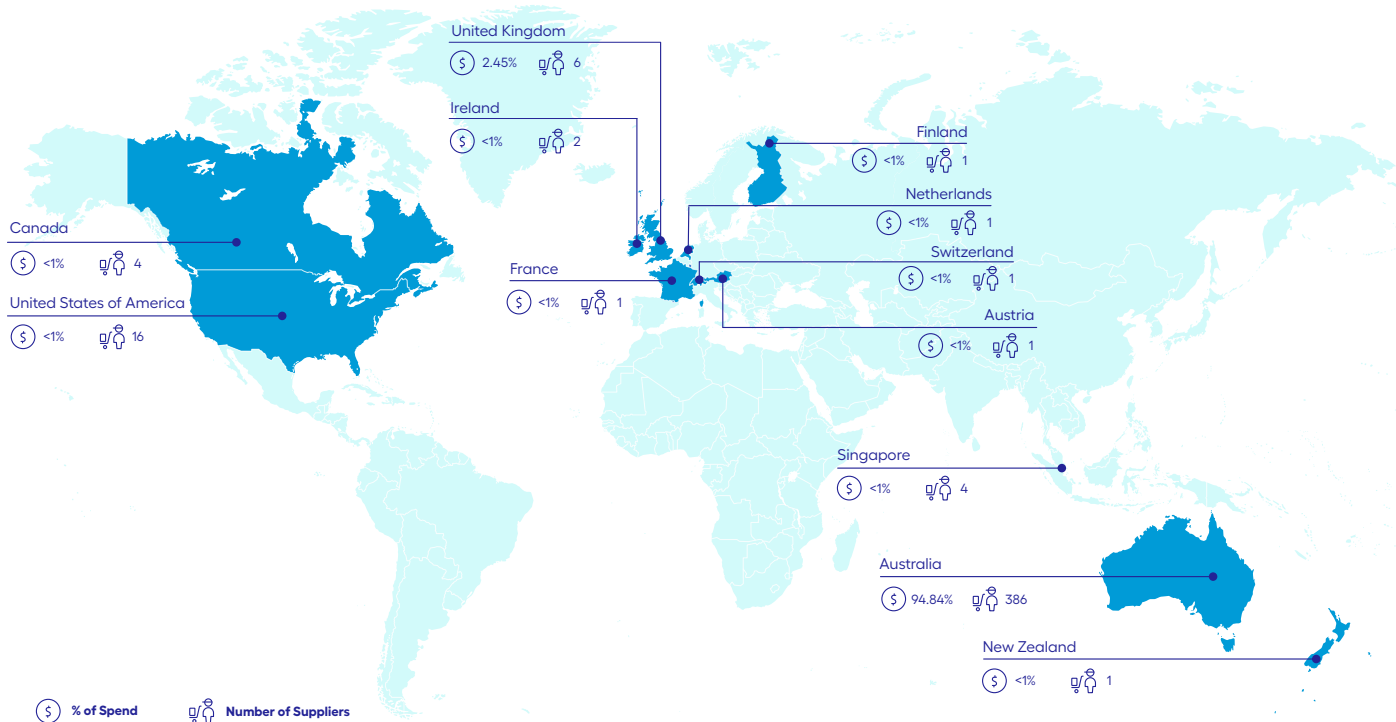 United Kingdom
$ 2.45% 6
Ireland
$ <1% 2
Finland
$ <1% 1
Netherlands
$ <1% 1
Canada
$ <1% 4
Switzerland
$ <1% 1
France
$ <1% 1
United States of America
$ <1% 16
Austria
$ <1% 1
Singapore
$ <1% 4
Australia
$ 94.84% 386
New Zealand
$ <1% 1
$ % of Spend Number of Suppliers